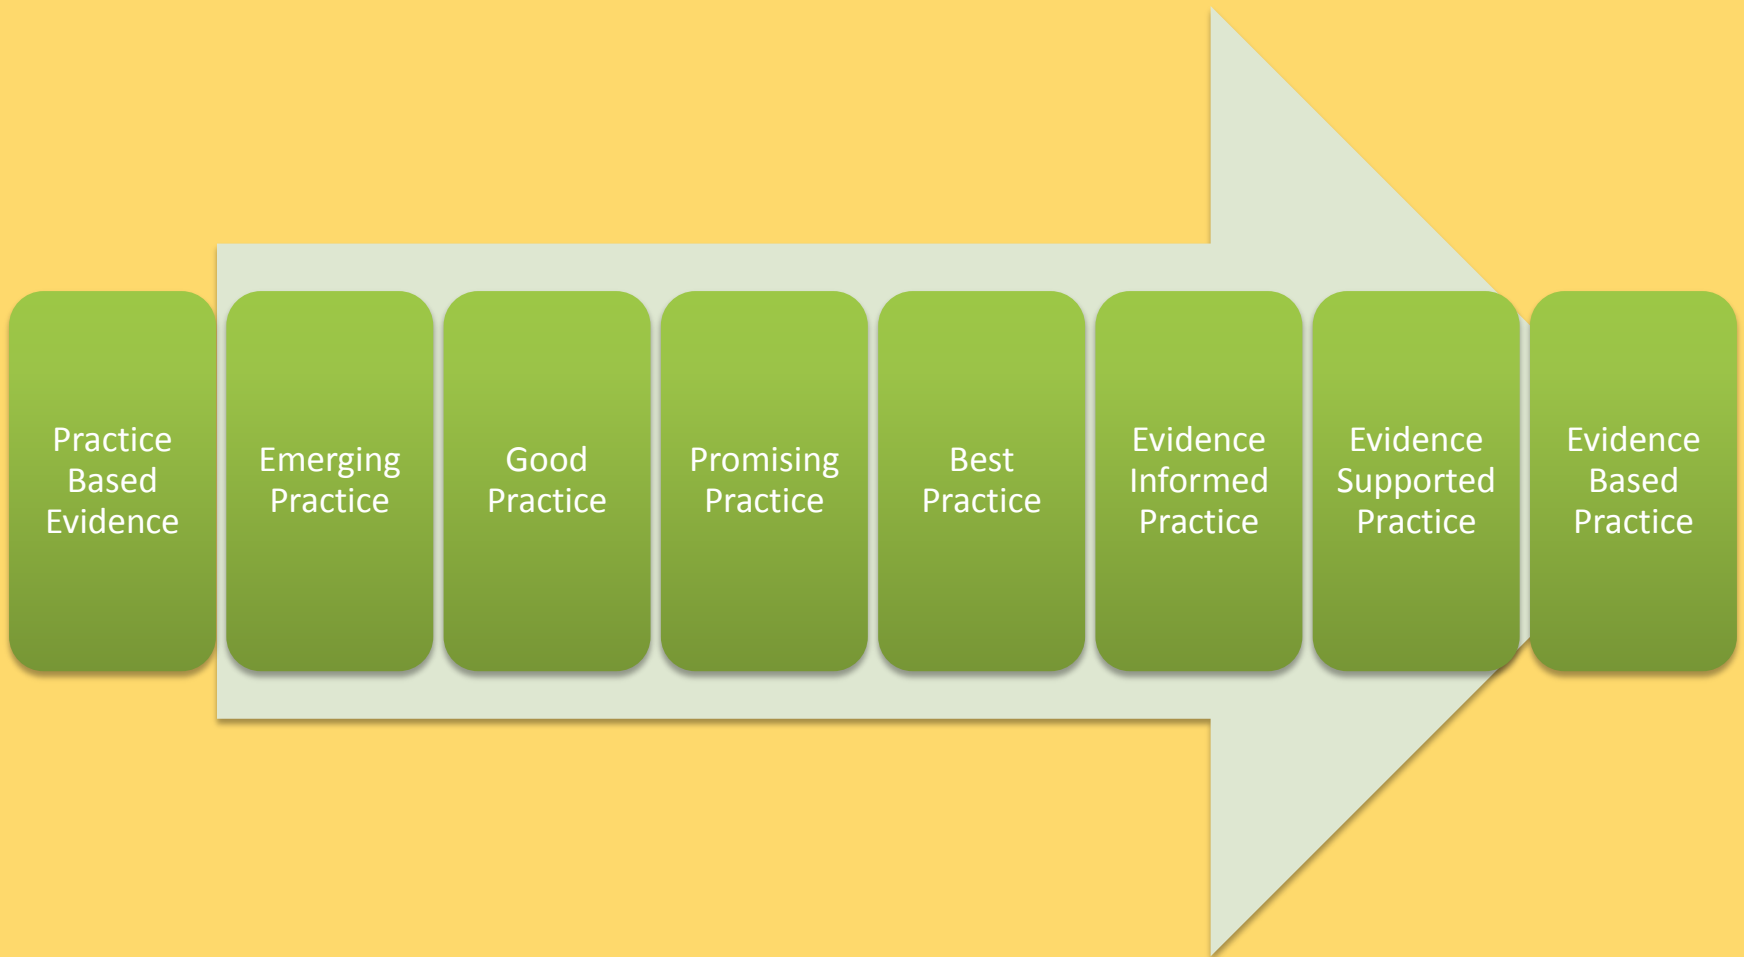 Practice
Based
Evidence
Emerging
Practice
Good
Practice
Promising
Practice
Best
Practice
Evidence
Informed
Practice
Evidence
Supported
Practice
Evidence
Based
Practice